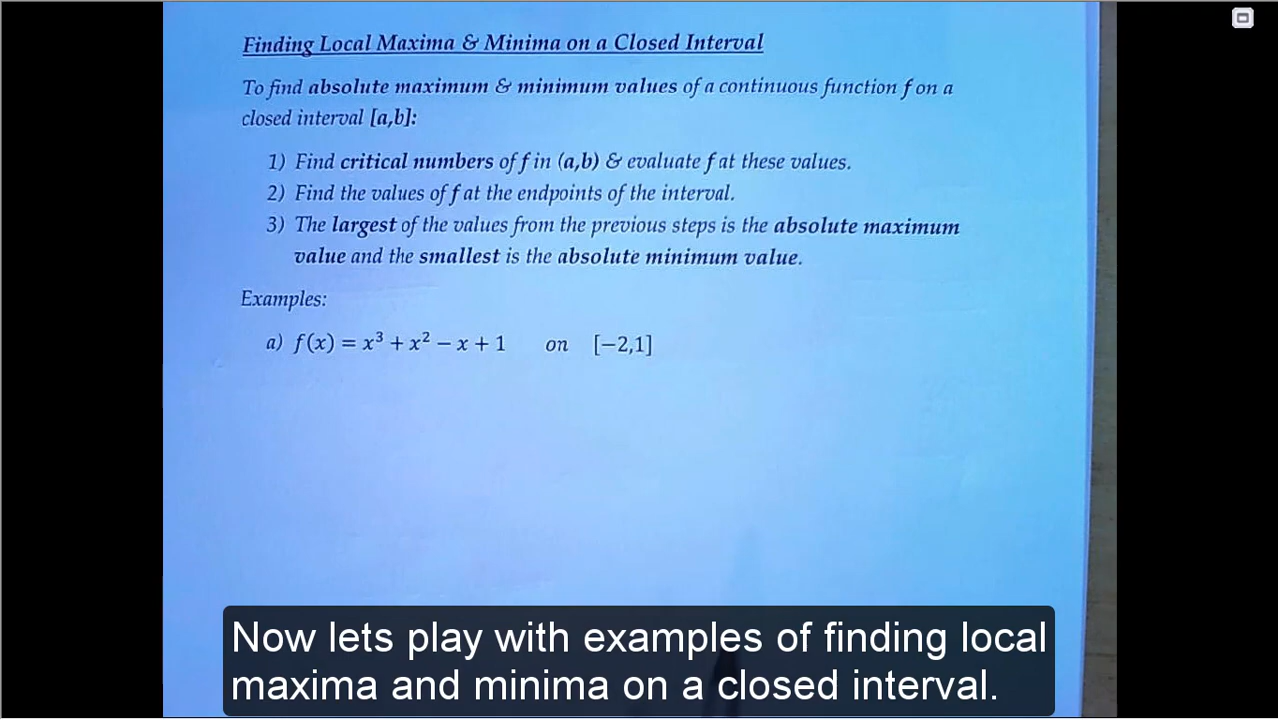 Finding Local Maxima & Minima on a Closed Interval
To find absolute maximum & minimum values of a continuous function f on a
closed interval [a,b]:
1) Find critical numbers of f in (a,b) & evaluate f at these values.
2) Find the values of f at the endpoints of the interval.
3) The largest of the values from the previous steps is the absolute maximum
value and the smallest is the absolute minimum value.
Examples:
a) f(x) = x³ + x² − x + 1 on [−2,1]
Now lets play with examples of finding local
maxima and minima on a closed interval.